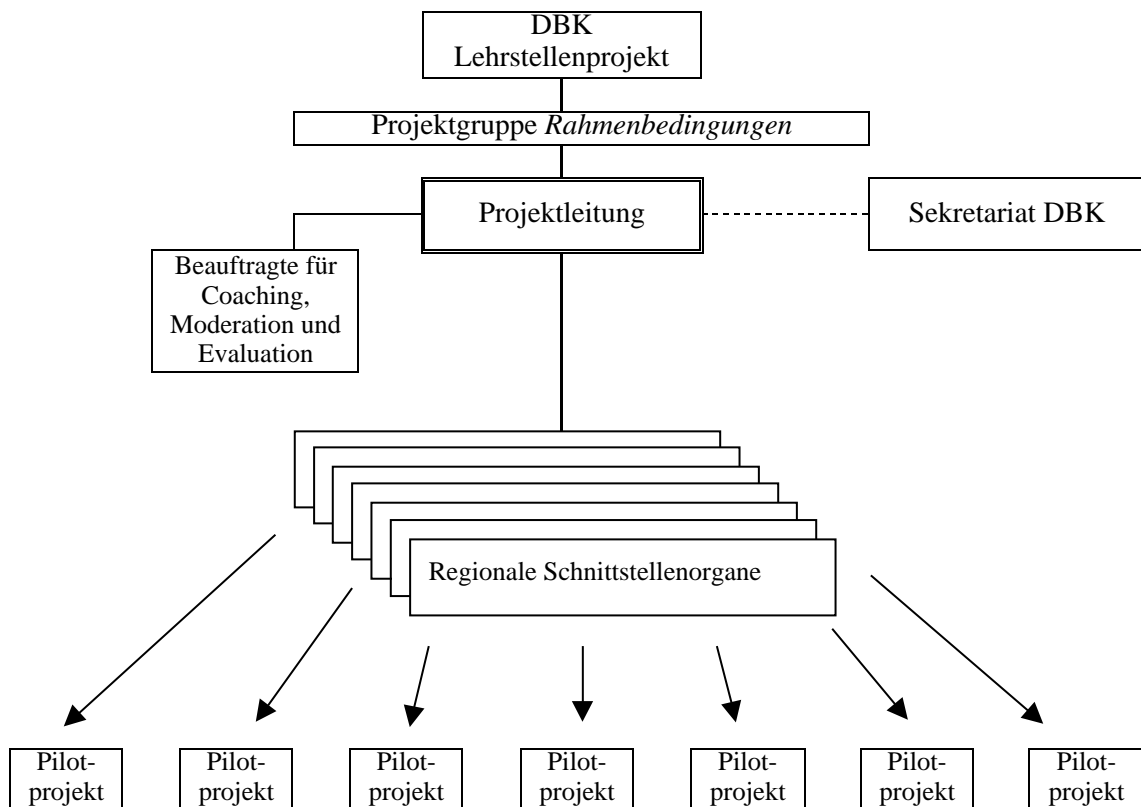 DBK
Lehrstellenprojekt
Projektgruppe Rahmenbedingungen
Projektleitung
Sekretariat DBK
Beauftragte für
Coaching,
Moderation und
Evaluation
Regionale Schnittstellenorgane
Pilot-
projekt
Pilot-
projekt
Pilot-
projekt
Pilot-
projekt
Pilot-
projekt
Pilot-
projekt
Pilot-
projekt